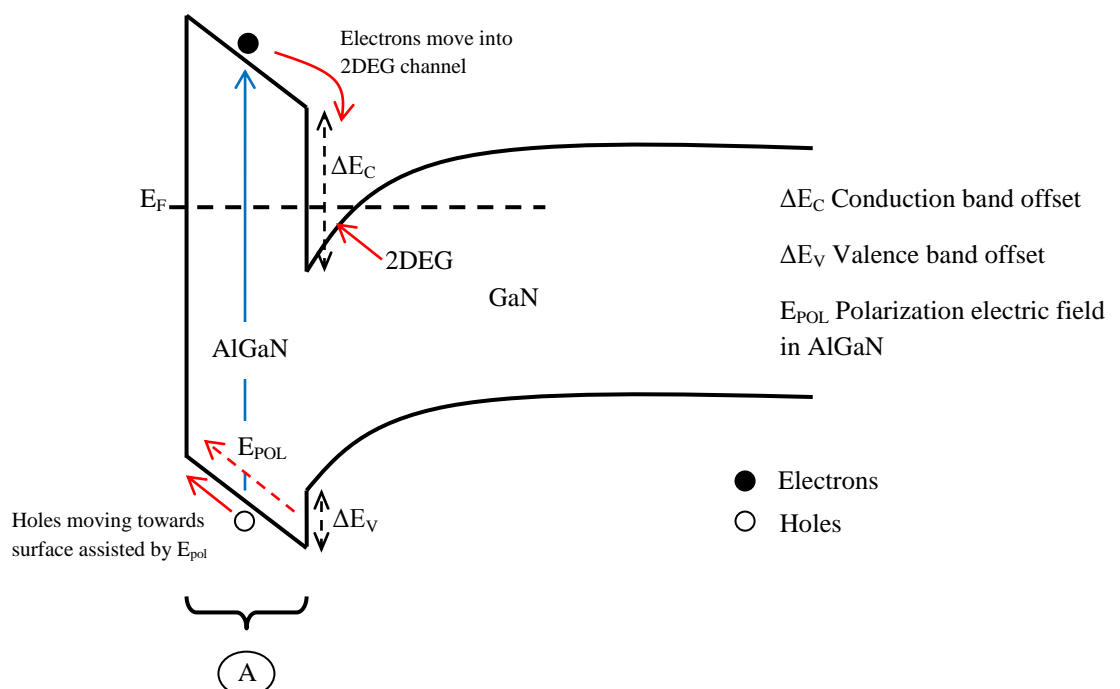 Electrons move into
2DEG channel
ΔE_C
E_F
2DEG
GaN
AlGaN
E_POL
ΔE_V
Holes moving towards
surface assisted by E_pol
A
ΔE_C Conduction band offset
ΔE_V Valence band offset
E_POL Polarization electric field
in AlGaN
Electrons
Holes